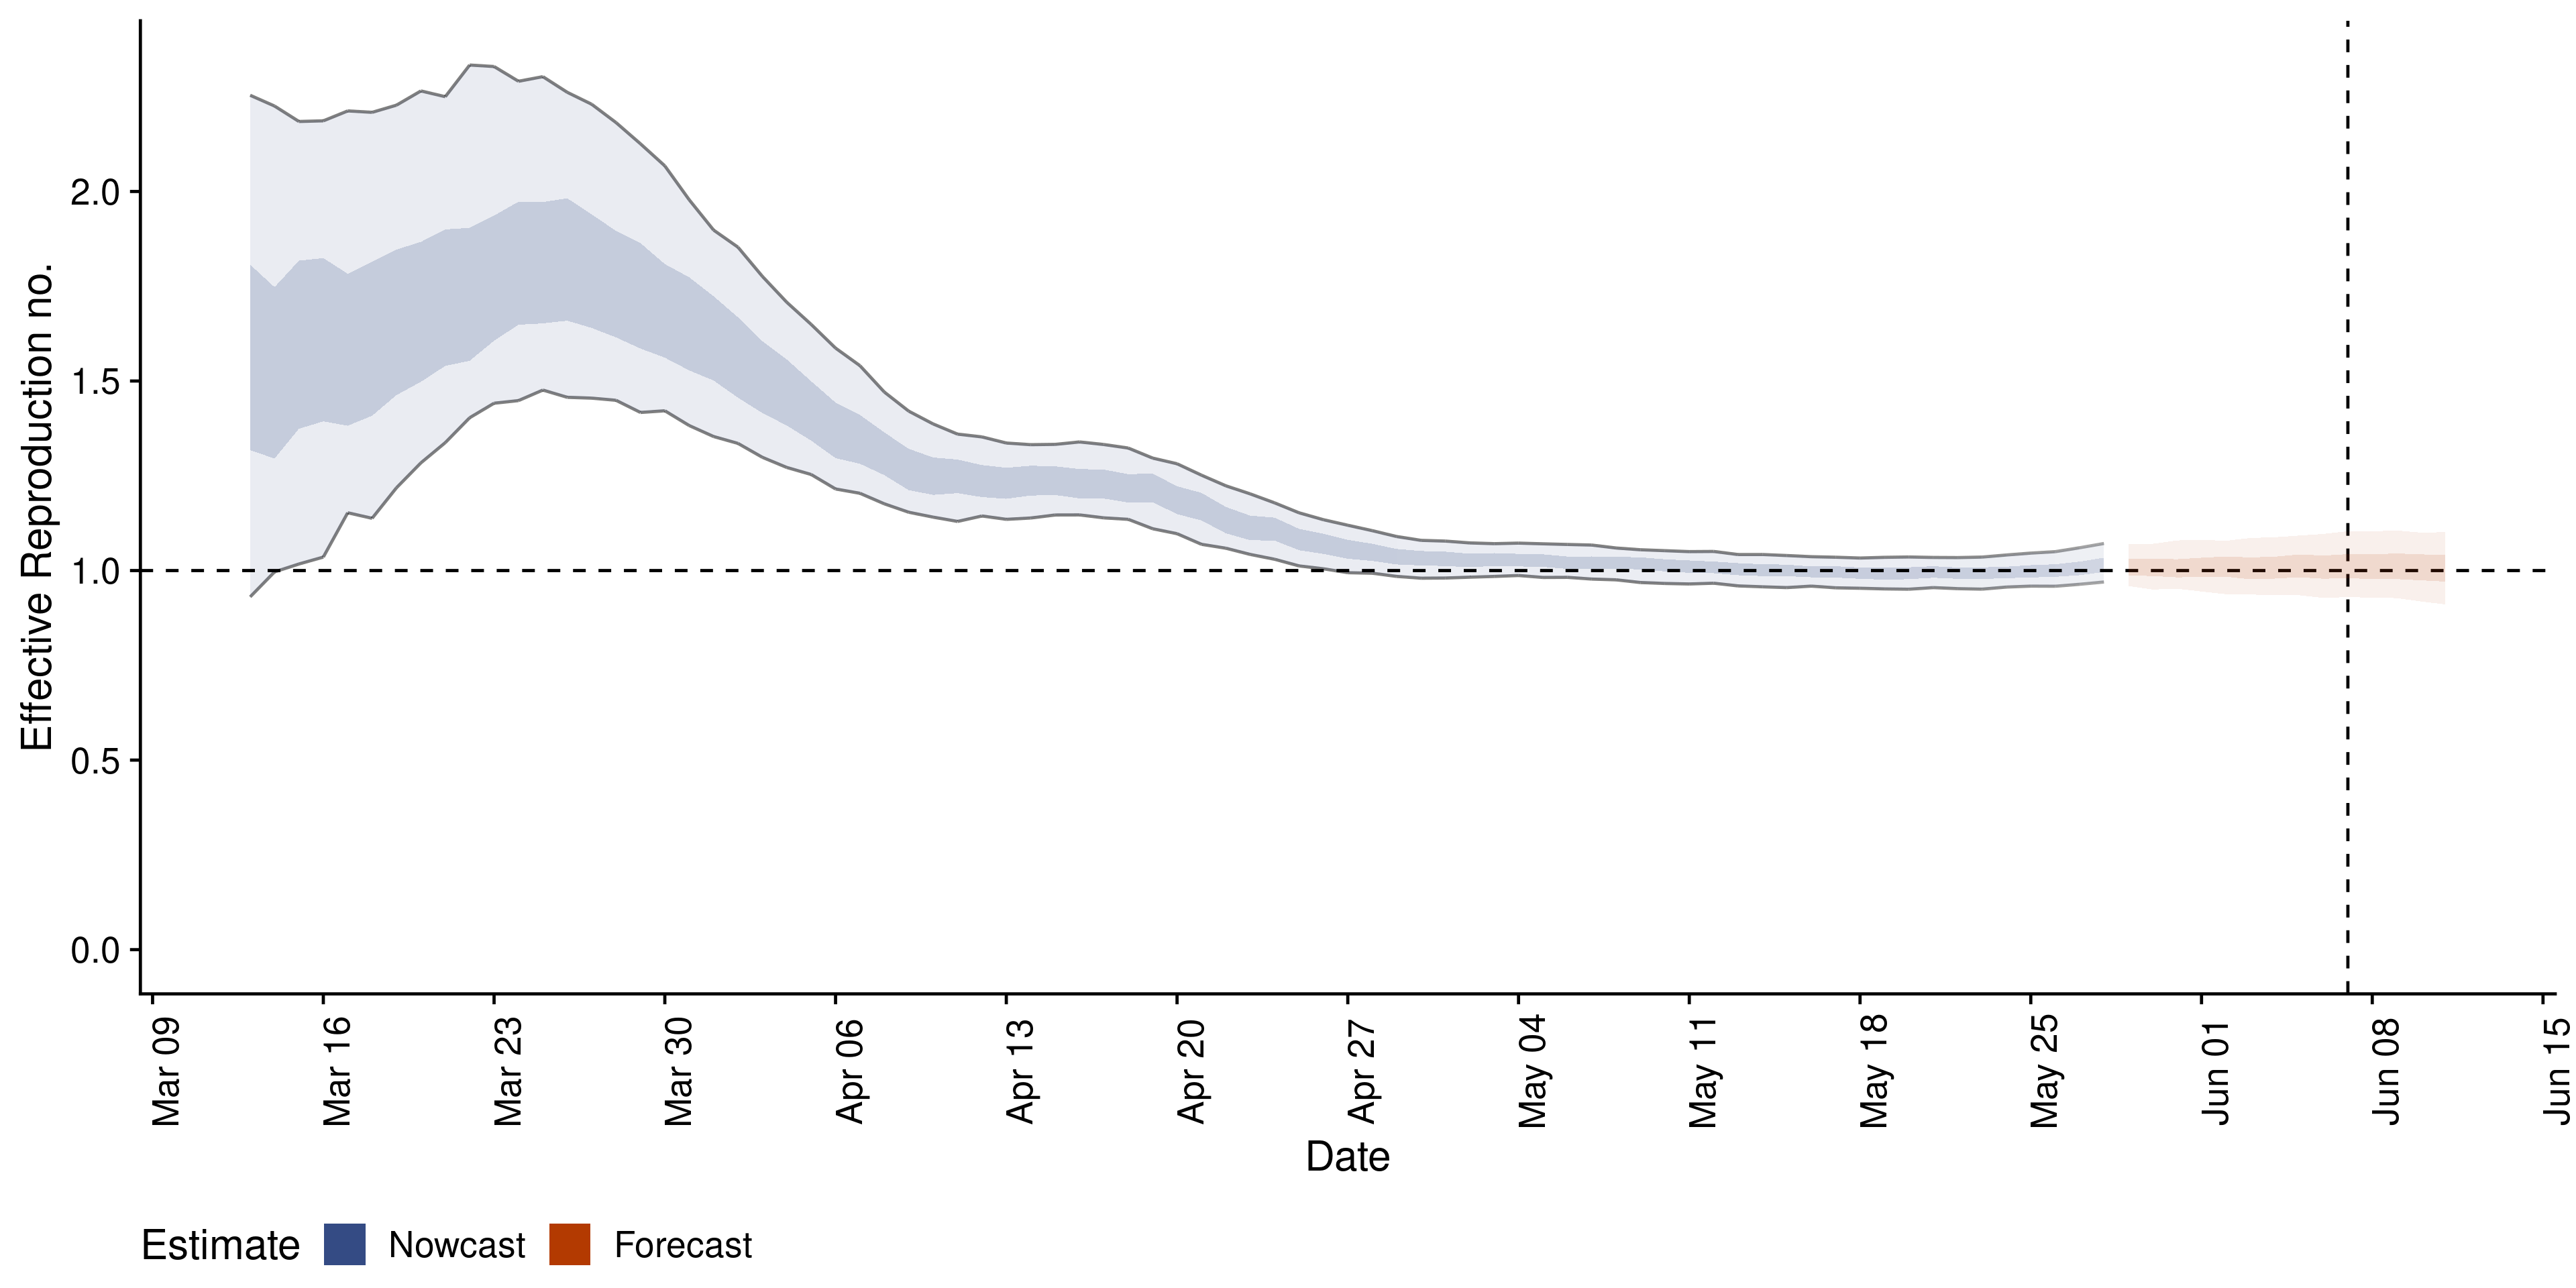 Effective Reproduction no.
2.0
1.5
1.0
0.5
0.0
Mar 09
Mar 16
Mar 23
Mar 30
Apr 06
Apr 13
Apr 20
Apr 27
May 04
May 11
May 18
May 25
Jun 01
Jun 08
Jun 15
Date
Estimate Nowcast Forecast